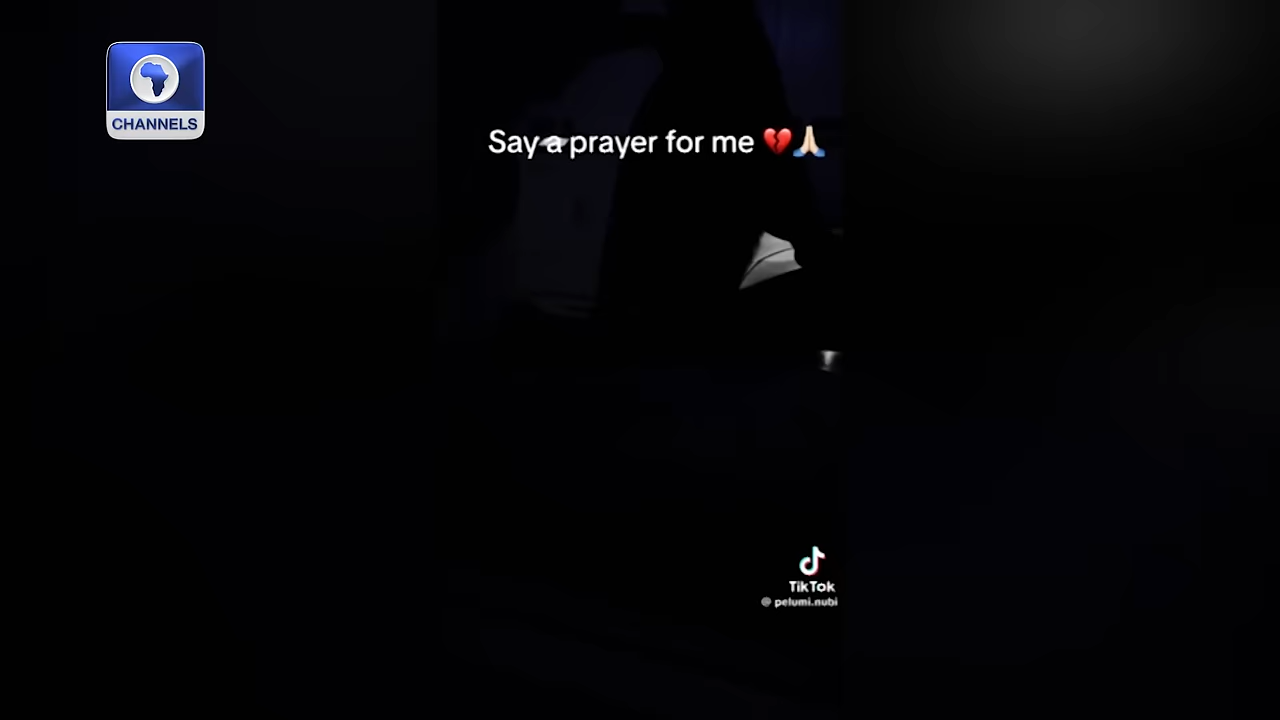 CHANNELS
Say a prayer for me 💔🙏🏻
TikTok
@ pelumi.nubi